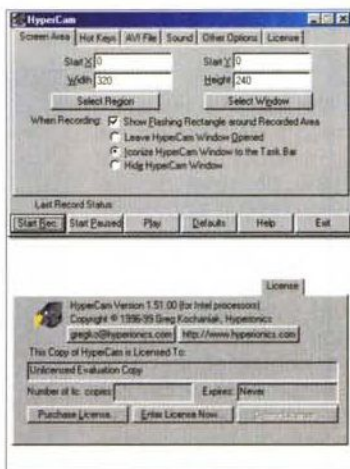 HyperCam
Screen Area Hot Keys AVI File Sound Other Options License
Start X: 0 Start Y: 0
Width: 320 Height: 240
Select Region Select Window
When Recording: Show Flashing Rectangle around Recorded Area
Leave HyperCam Window Opened
Iconize HyperCam Window to the Task Bar
Hide HyperCam Window
Last Record Status:
Start Rec. Start Paused Play Defaults Help Exit
License
HyperCam Version 1.51.00 (for Intel processors)
Copyright © 1996-99 Greg Kochaniak, Hyperionics
gregko@hyperionics.com http://www.hyperionics.com
This Copy of HyperCam is Licensed To:
Unlicensed Evaluation Copy
Number of lic. copies: Expires: Never
Purchase License... Enter License Now...